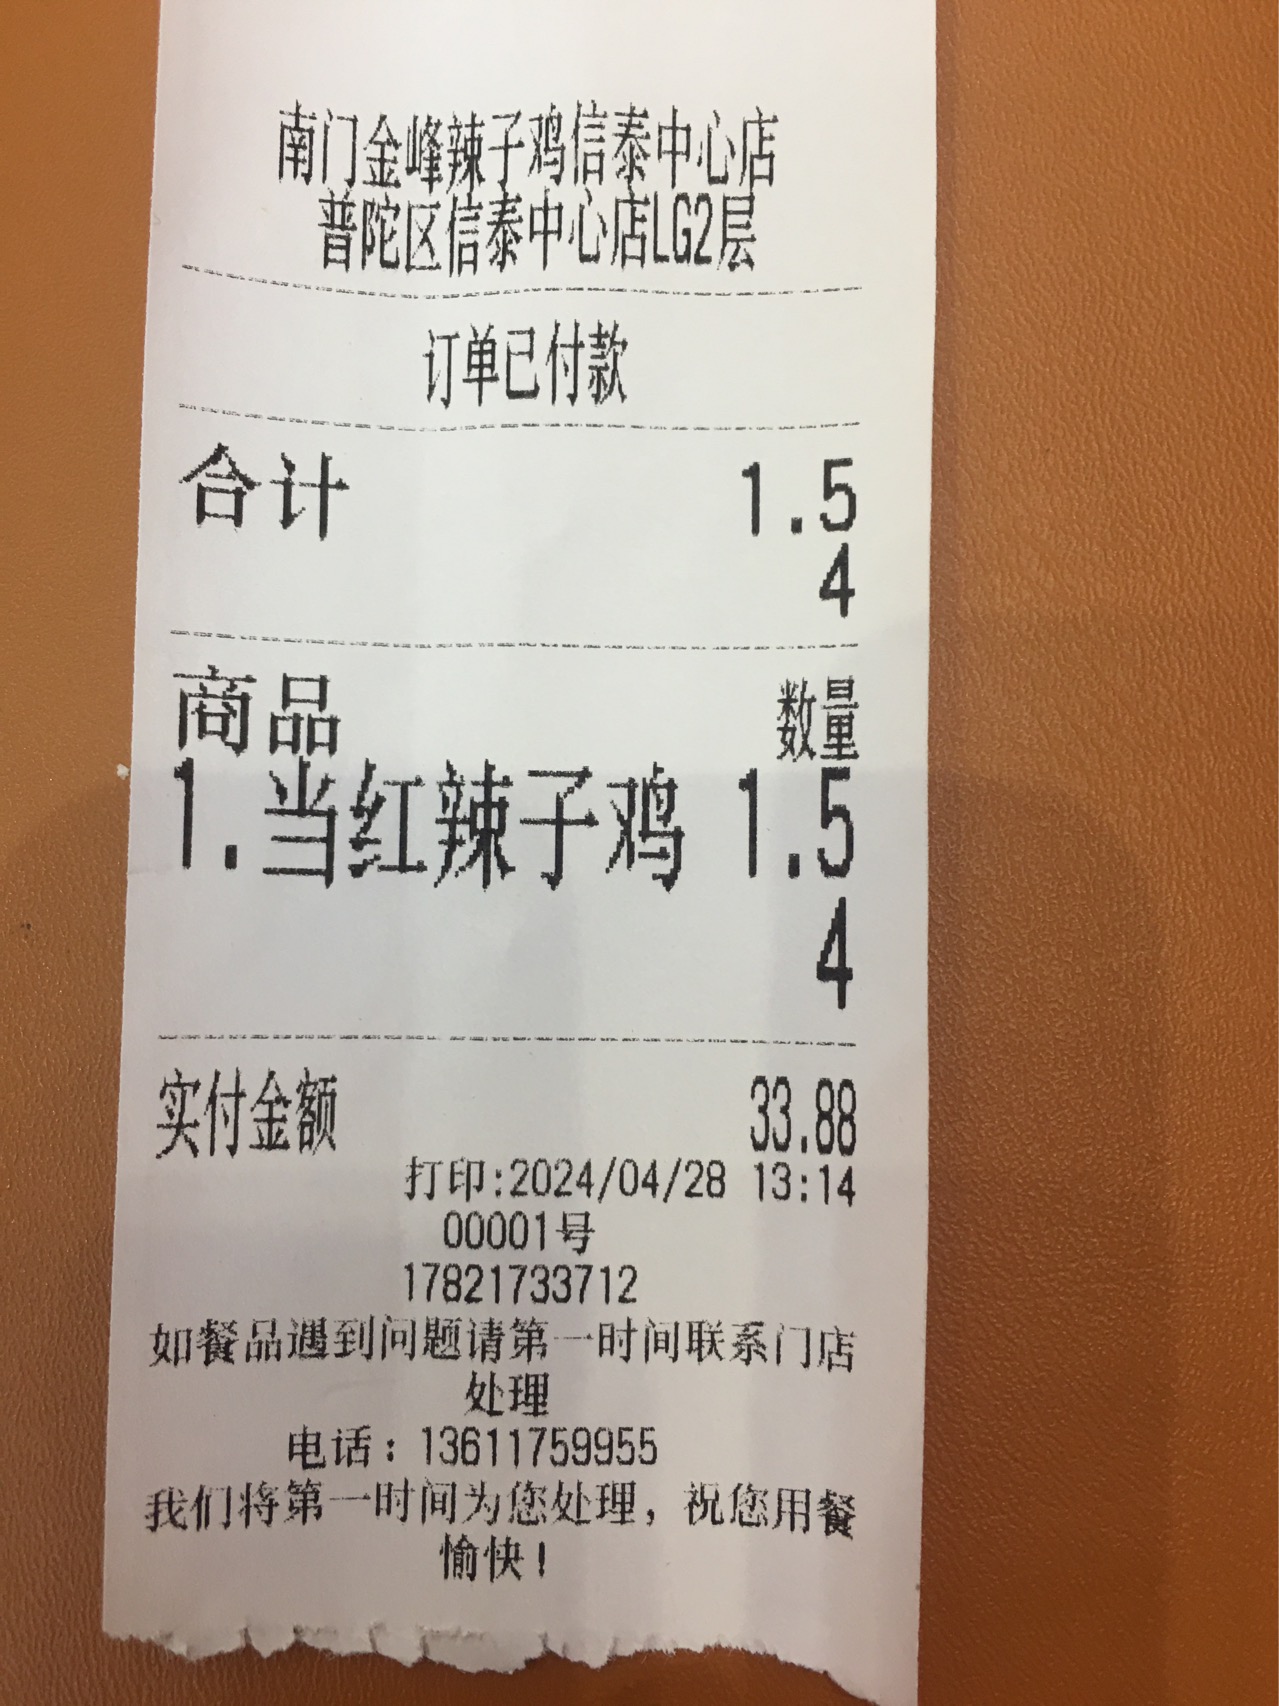 南门金峰辣子鸡信泰中心店
普陀区信泰中心店LG2层
订单已付款
合计 1.5
4
商品 数量
1.当红辣子鸡 1.5
4
实付金额 33.88
打印:2024/04/28 13:14
00001号
17821733712
如餐品遇到问题请第一时间联系门店
处理
电话：13611759955
我们将第一时间为您处理，祝您用餐
愉快！